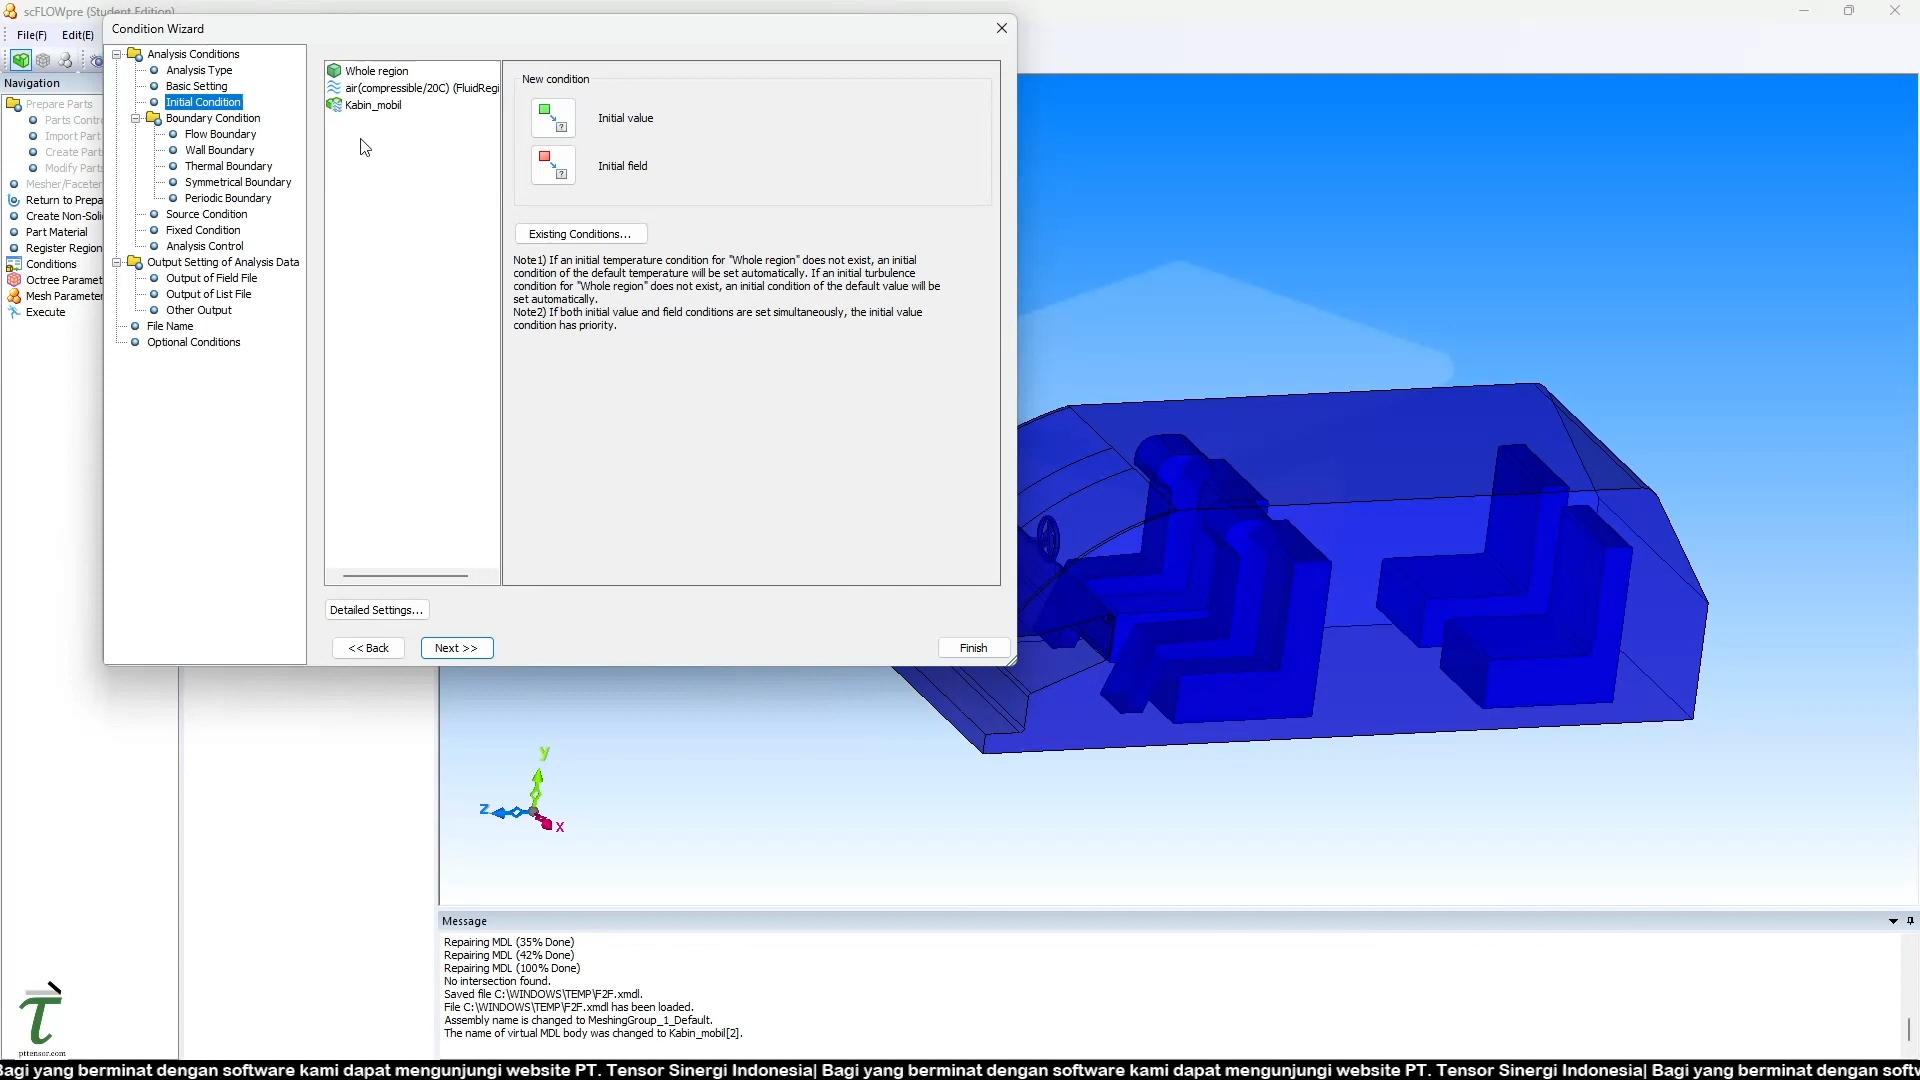 scFLOWpre (Student Edition)
Condition Wizard
File(F) Edit(E)
Navigation
Prepare Parts
Parts Contr
Import Part
Create Part
Modify Part
Mesher/Faceter
Return to Prepa
Create Non-Soli
Part Material
Register Region
Conditions
Octree Paramet
Mesh Parameter
Execute
Analysis Conditions
Analysis Type
Basic Setting
Initial Condition
Boundary Condition
Flow Boundary
Wall Boundary
Thermal Boundary
Symmetrical Boundary
Periodic Boundary
Source Condition
Fixed Condition
Analysis Control
Output Setting of Analysis Data
Output of Field File
Output of List File
Other Output
File Name
Optional Conditions
Whole region
air(compressible/20C) (FluidRegi
Kabin_mobil
New condition
Initial value
Initial field
Existing Conditions...
Note1) If an initial temperature condition for "Whole region" does not exist, an initial
condition of the default temperature will be set automatically. If an initial turbulence
condition for "Whole region" does not exist, an initial condition of the default value will be
set automatically.
Note2) If both initial value and field conditions are set simultaneously, the initial value
condition has priority.
Detailed Settings...
<< Back
Next >>
Finish
y
z
x
Message
Repairing MDL (35% Done)
Repairing MDL (42% Done)
Repairing MDL (100% Done)
No intersection found.
Saved file C:\WINDOWS\TEMP\F2F.xmdl.
File C:\WINDOWS\TEMP\F2F.xmdl has been loaded.
Assembly name is changed to MeshingGroup_1_Default.
The name of virtual MDL body was changed to Kabin_mobil[2].
pttensor.com
Bagi yang berminat dengan software kami dapat mengunjungi website PT. Tensor Sinergi Indonesia| Bagi yang berminat dengan software kami dapat mengunjungi website PT. Tensor Sinergi Indonesia| Bagi yang berminat dengan softw